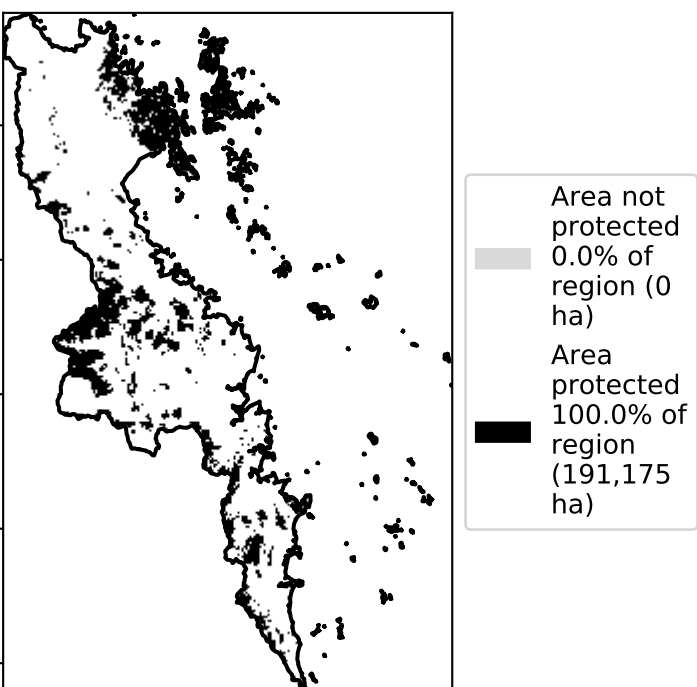 Area not
protected
0.0% of
region (0
ha)
Area
protected
100.0% of
region
(191,175
ha)